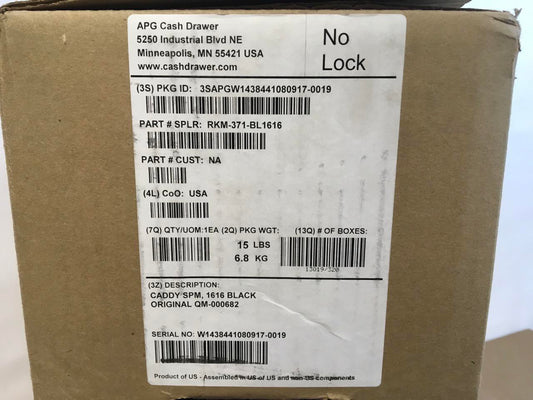 APG Cash Drawer
5250 Industrial Blvd NE
Minneapolis, MN 55421 USA
www.cashdrawer.com
No
Lock
(3S) PKG ID: 3SAPGW1438441080917-0019
PART # SPLR: RKM-371-BL1616
PART # CUST: NA
(4L) CoO: USA
(7Q) QTY/UOM:1EA (2Q) PKG WGT: (13Q) # OF BOXES:
15 LBS
6.8 KG
13019/320
(3Z) DESCRIPTION:
CADDY SPM, 1616 BLACK
ORIGINAL QM-000682
SERIAL NO: W1438441080917-0019
Product of US - Assembled in US of US and non-US components